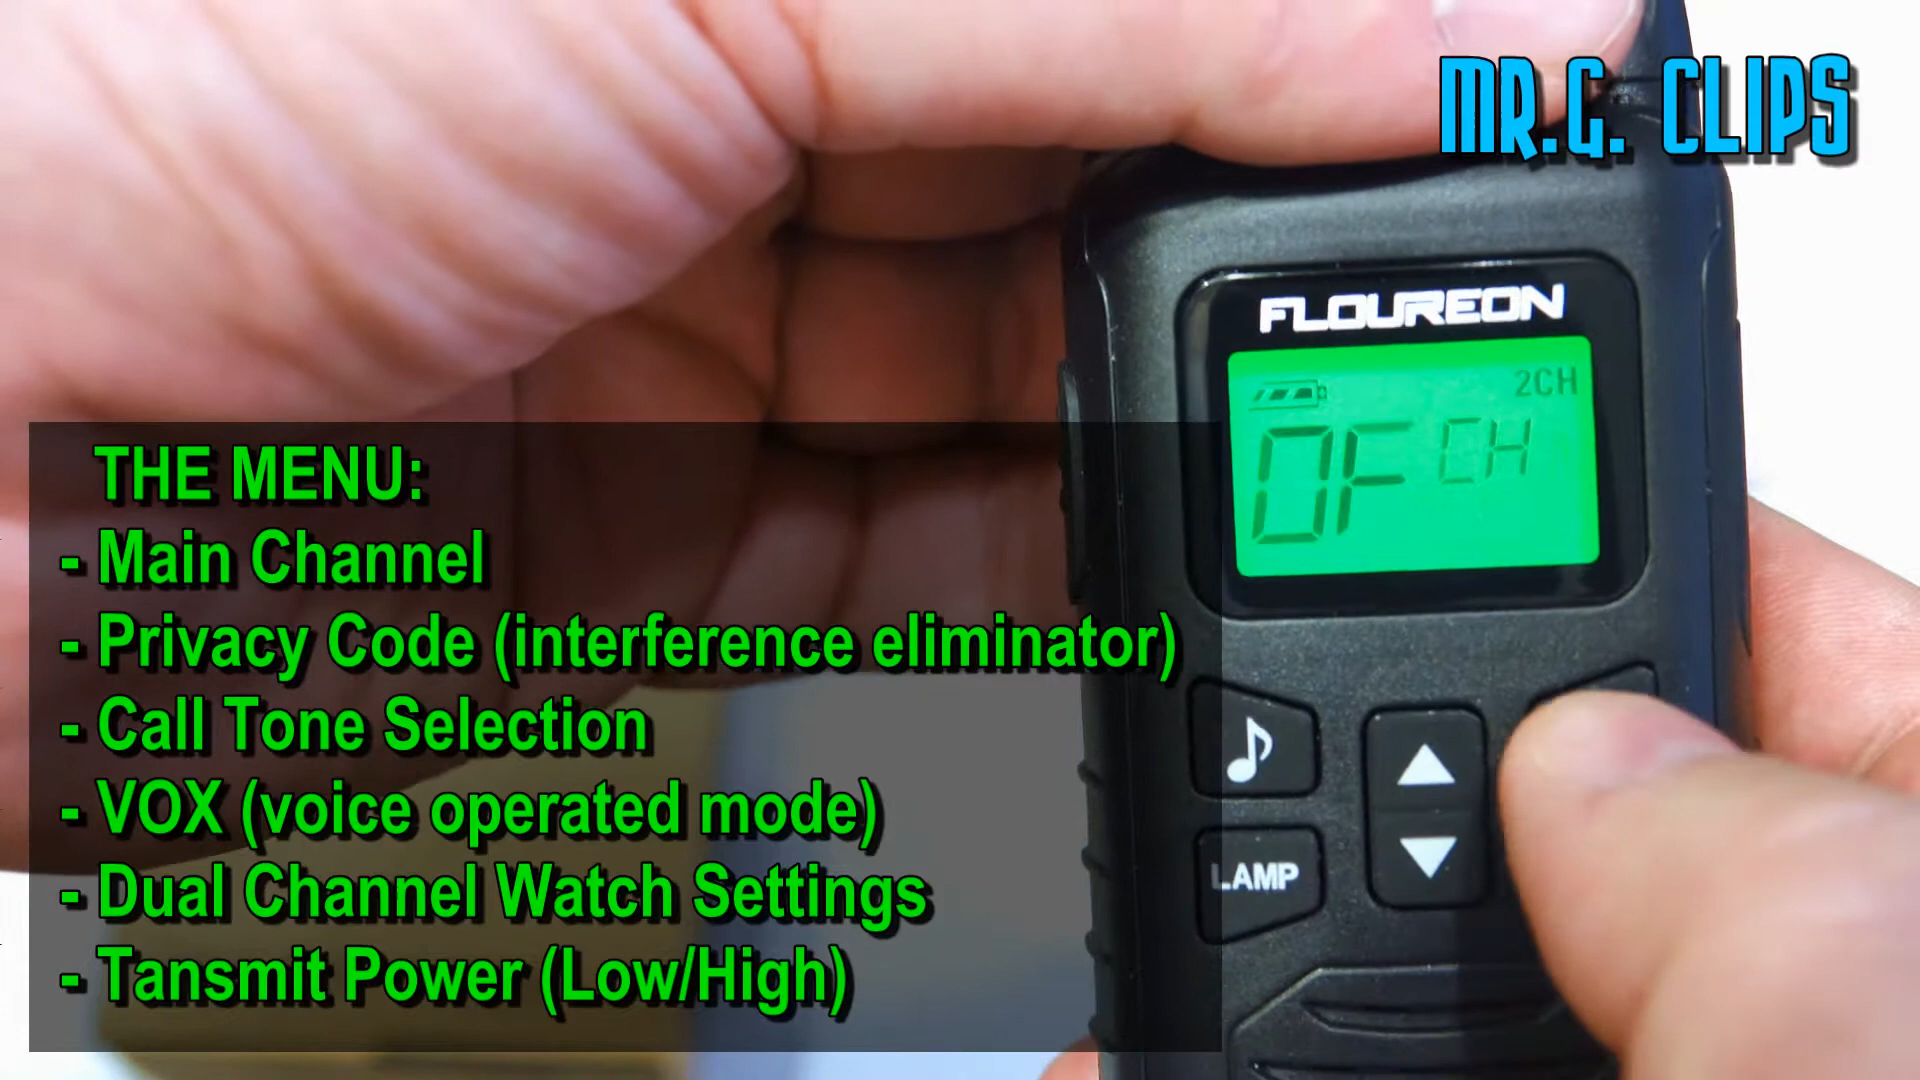 MR.G. CLIPS
FLOUREON
2CH
OF CH
THE MENU:
- Main Channel
- Privacy Code (interference eliminator)
- Call Tone Selection
- VOX (voice operated mode)
- Dual Channel Watch Settings
- Tansmit Power (Low/High)
LAMP